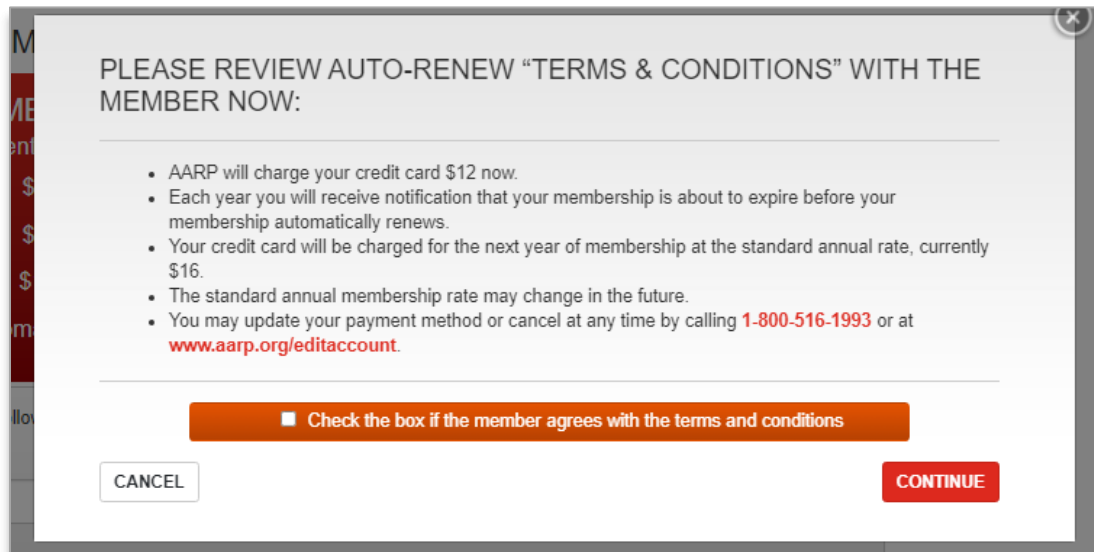 PLEASE REVIEW AUTO-RENEW “TERMS & CONDITIONS” WITH THE
MEMBER NOW:
• AARP will charge your credit card $12 now.
• Each year you will receive notification that your membership is about to expire before your
membership automatically renews.
• Your credit card will be charged for the next year of membership at the standard annual rate, currently
$16.
• The standard annual membership rate may change in the future.
• You may update your payment method or cancel at any time by calling 1-800-516-1993 or at
www.aarp.org/editaccount.
Check the box if the member agrees with the terms and conditions
CANCEL
CONTINUE